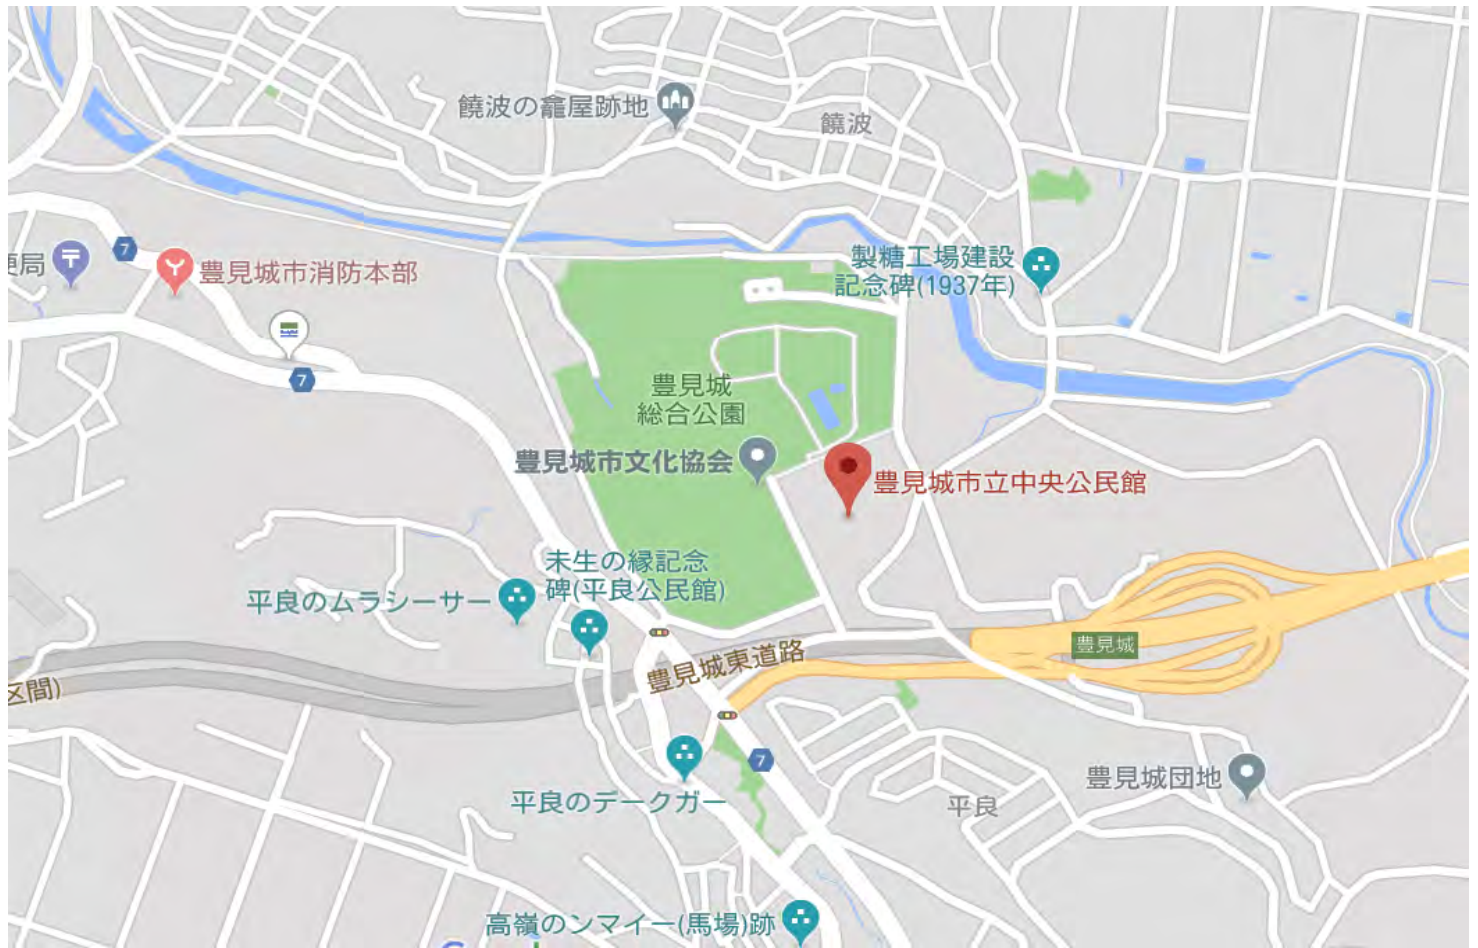 饒波の龕屋跡地
饒波
7
便局
豊見城市消防本部
製糖工場建設
記念碑(1937年)
7
豊見城
総合公園
豊見城市文化協会
豊見城市立中央公民館
未生の縁記念
碑(平良公民館)
平良のムラシーサー
豊見城
豊見城東道路
区間)
7
豊見城団地
平良のデークガー
平良
高嶺のンマイー(馬場)跡